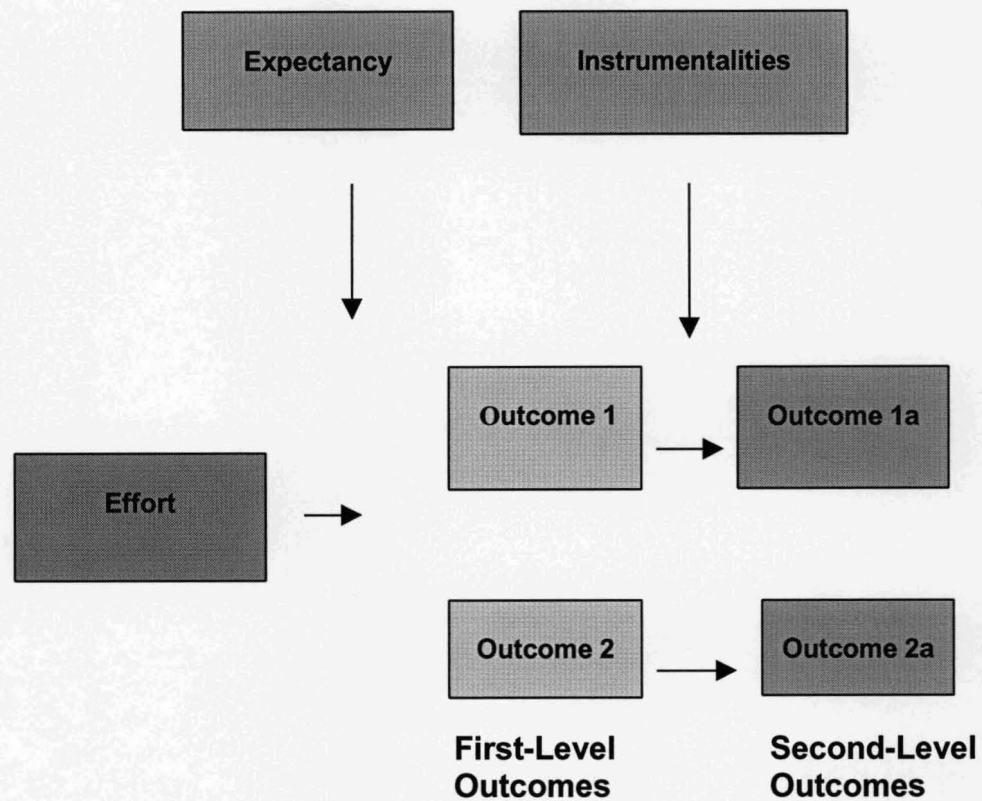 Expectancy
Instrumentalities
Outcome 1
Outcome 1a
Effort
Outcome 2
Outcome 2a
First-Level
Outcomes
Second-Level
Outcomes